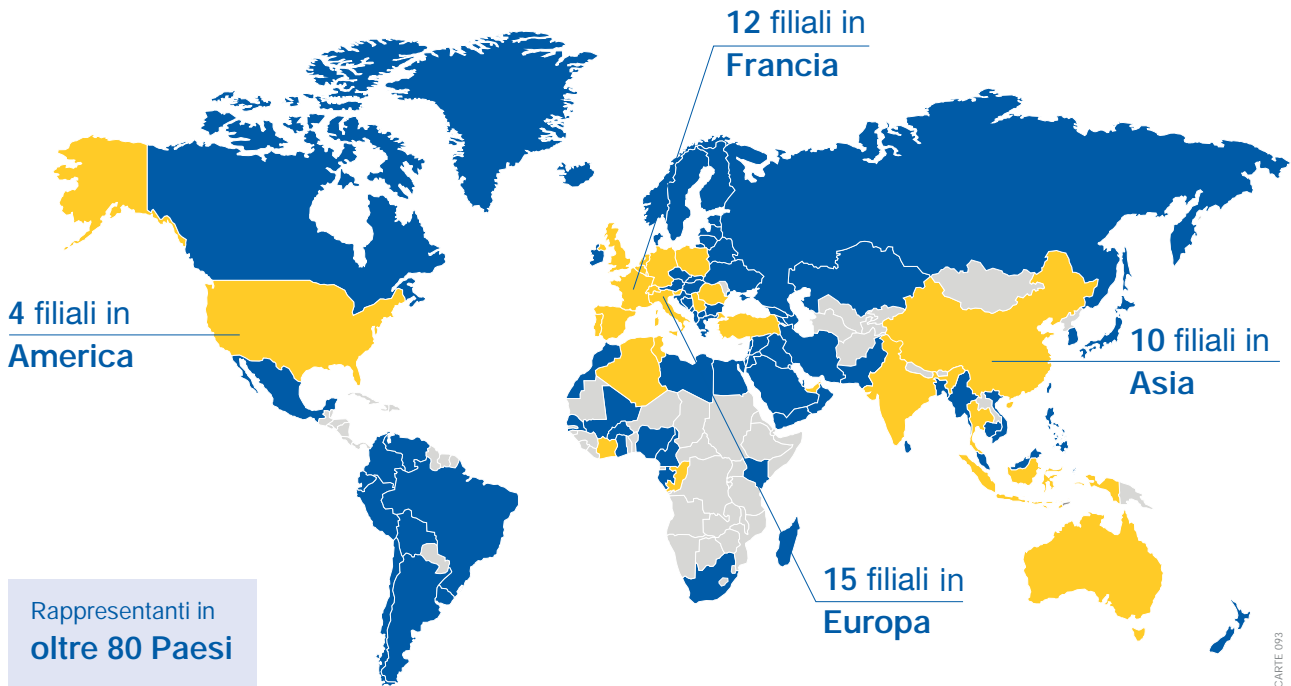 12 filiali in
Francia
4 filiali in
America
10 filiali in
Asia
15 filiali in
Europa
Rappresentanti in
oltre 80 Paesi
CARTE 093